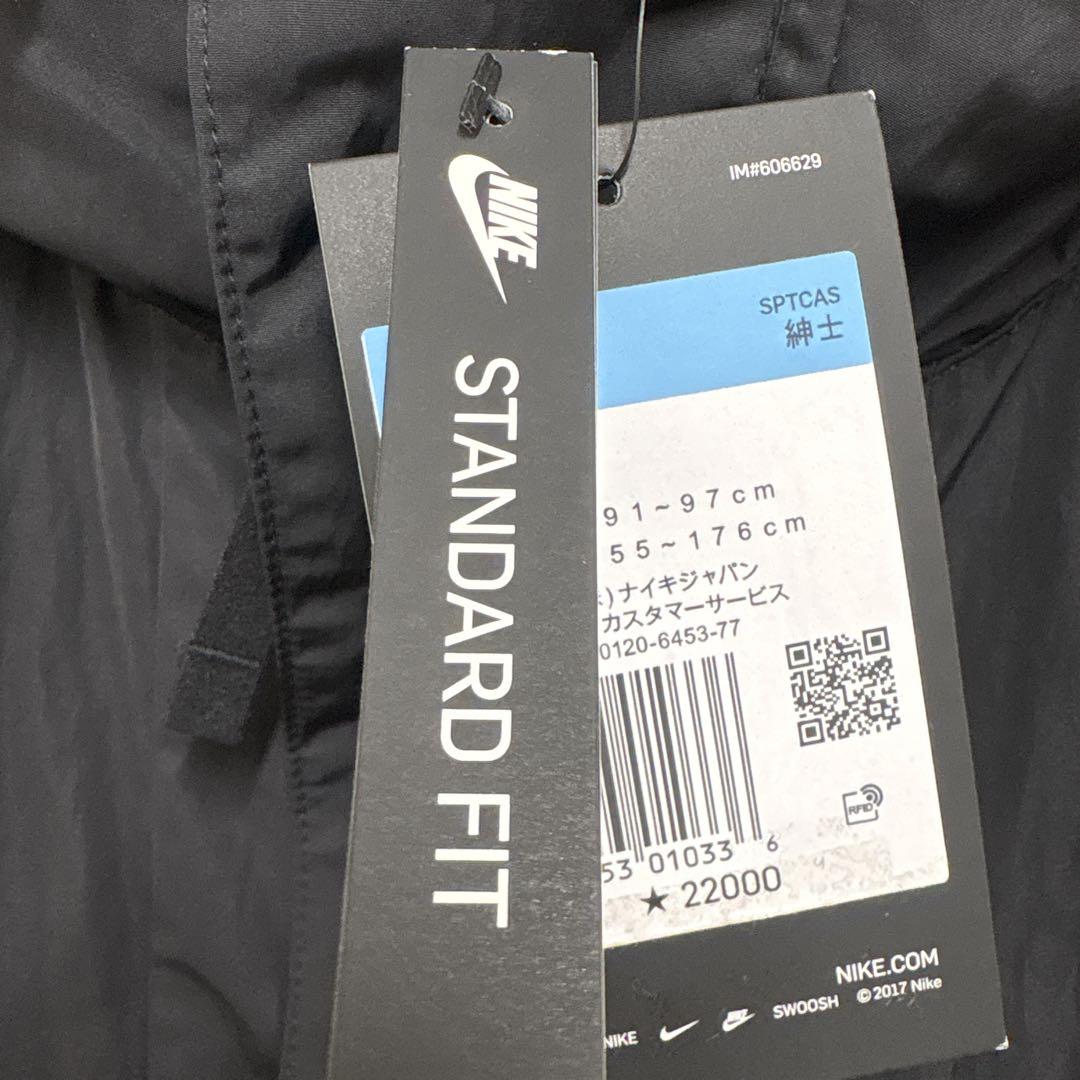 NIKE
STANDARD FIT
IM#606629
SPTCAS
紳士
91~97cm
55~176cm
)ナイキジャパン
カスタマーサービス
0120-6453-77
RFID
53 01033 6
★ 22000
NIKE.COM
NIKE SWOOSH ©2017 Nike